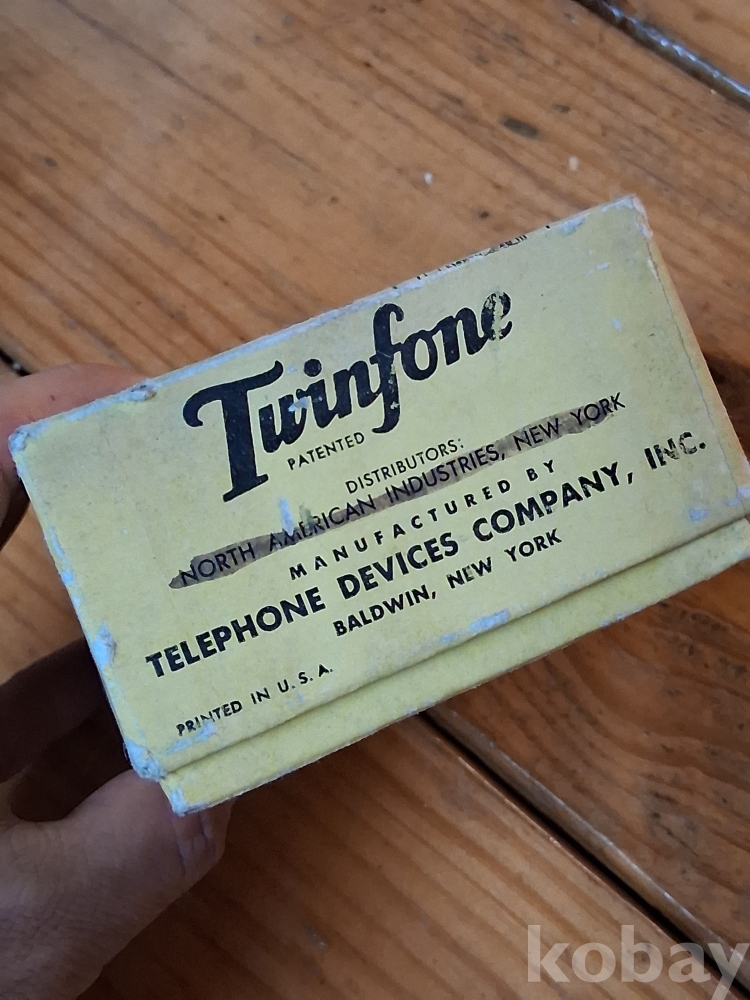 Twinfone
PATENTED
DISTRIBUTORS:
NORTH AMERICAN INDUSTRIES, NEW YORK
MANUFACTURED BY
TELEPHONE DEVICES COMPANY, INC.
BALDWIN, NEW YORK
PRINTED IN U. S. A.
kobay